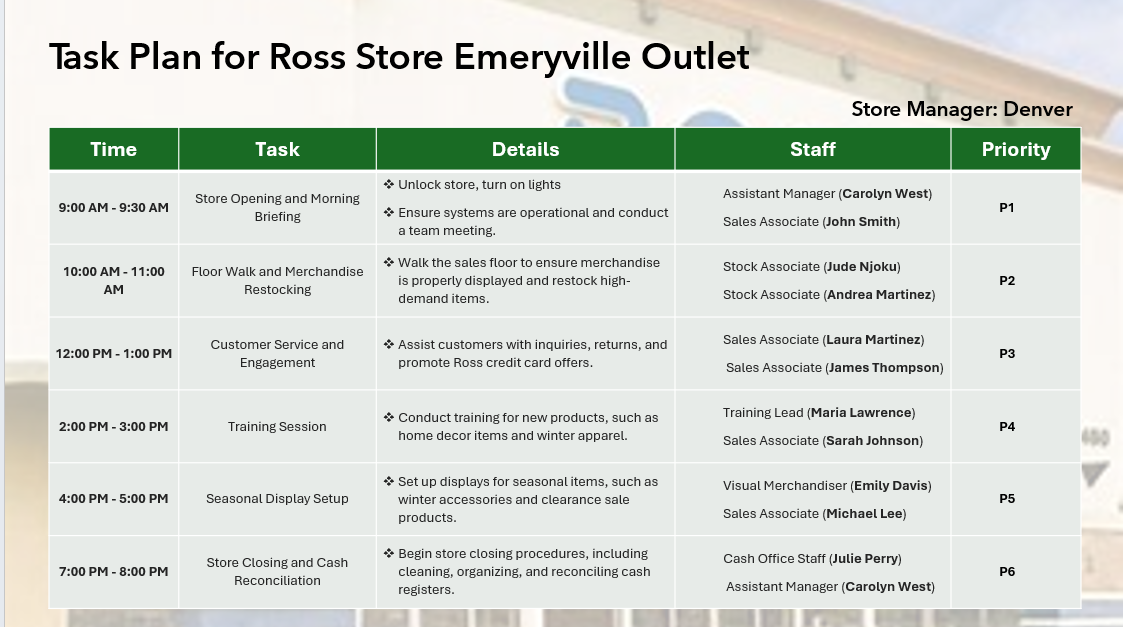 Task Plan for Ross Store Emeryville Outlet
Store Manager: Denver
Time Task Details Staff Priority
9:00 AM - 9:30 AM
Store Opening and Morning
Briefing
❖ Unlock store, turn on lights
❖ Ensure systems are operational and conduct
a team meeting.
Assistant Manager (Carolyn West)
Sales Associate (John Smith)
P1
10:00 AM - 11:00
AM
Floor Walk and Merchandise
Restocking
❖ Walk the sales floor to ensure merchandise
is properly displayed and restock high-
demand items.
Stock Associate (Jude Njoku)
Stock Associate (Andrea Martinez)
P2
12:00 PM - 1:00 PM
Customer Service and
Engagement
❖ Assist customers with inquiries, returns, and
promote Ross credit card offers.
Sales Associate (Laura Martinez)
Sales Associate (James Thompson)
P3
2:00 PM - 3:00 PM
Training Session
❖ Conduct training for new products, such as
home decor items and winter apparel.
Training Lead (Maria Lawrence)
Sales Associate (Sarah Johnson)
P4
4:00 PM - 5:00 PM
Seasonal Display Setup
❖ Set up displays for seasonal items, such as
winter accessories and clearance sale
products.
Visual Merchandiser (Emily Davis)
Sales Associate (Michael Lee)
P5
7:00 PM - 8:00 PM
Store Closing and Cash
Reconciliation
❖ Begin store closing procedures, including
cleaning, organizing, and reconciling cash
registers.
Cash Office Staff (Julie Perry)
Assistant Manager (Carolyn West)
P6